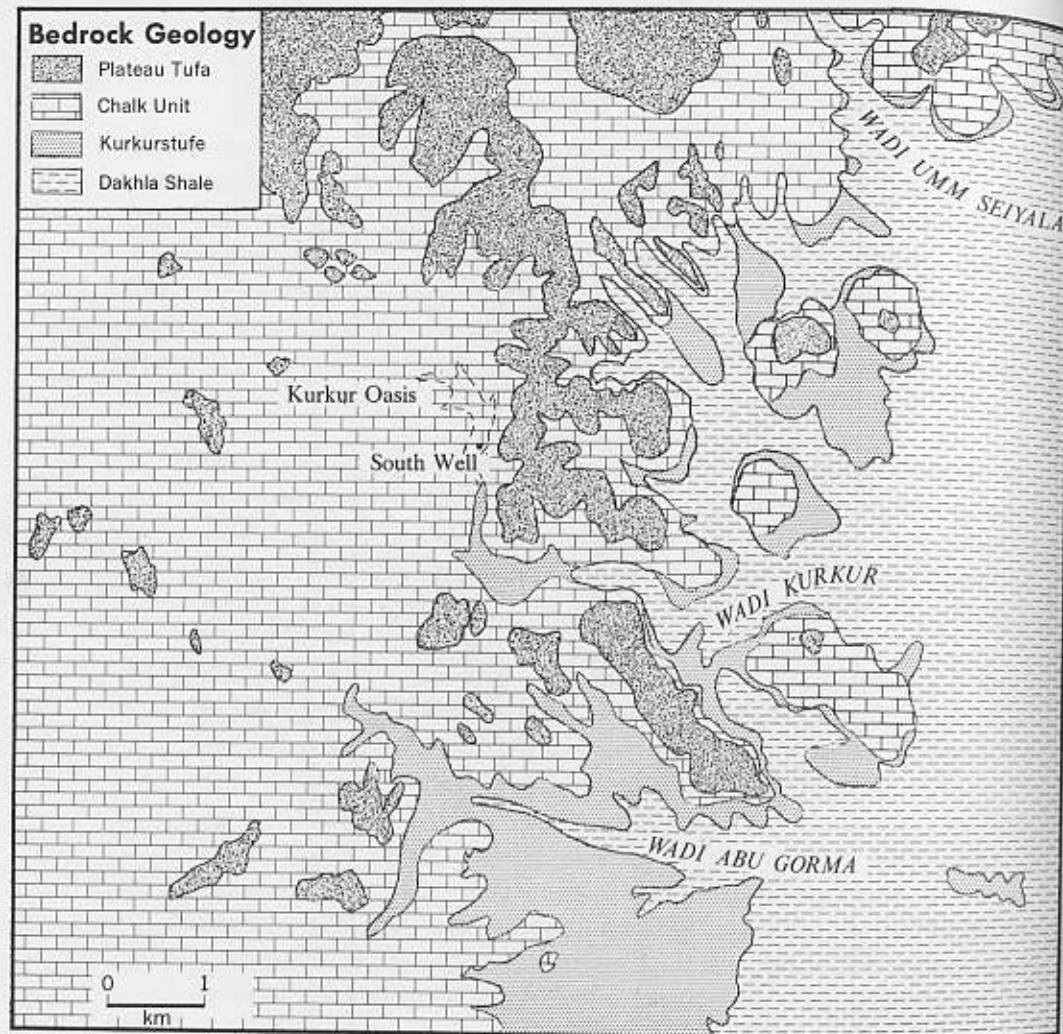 Bedrock Geology
Plateau Tufa
Chalk Unit
Kurkurstufe
Dakhla Shale
WADI UMM SEIYALA
Kurkur Oasis
South Well
WADI KURKUR
WADI ABU GORMA
0 1
km